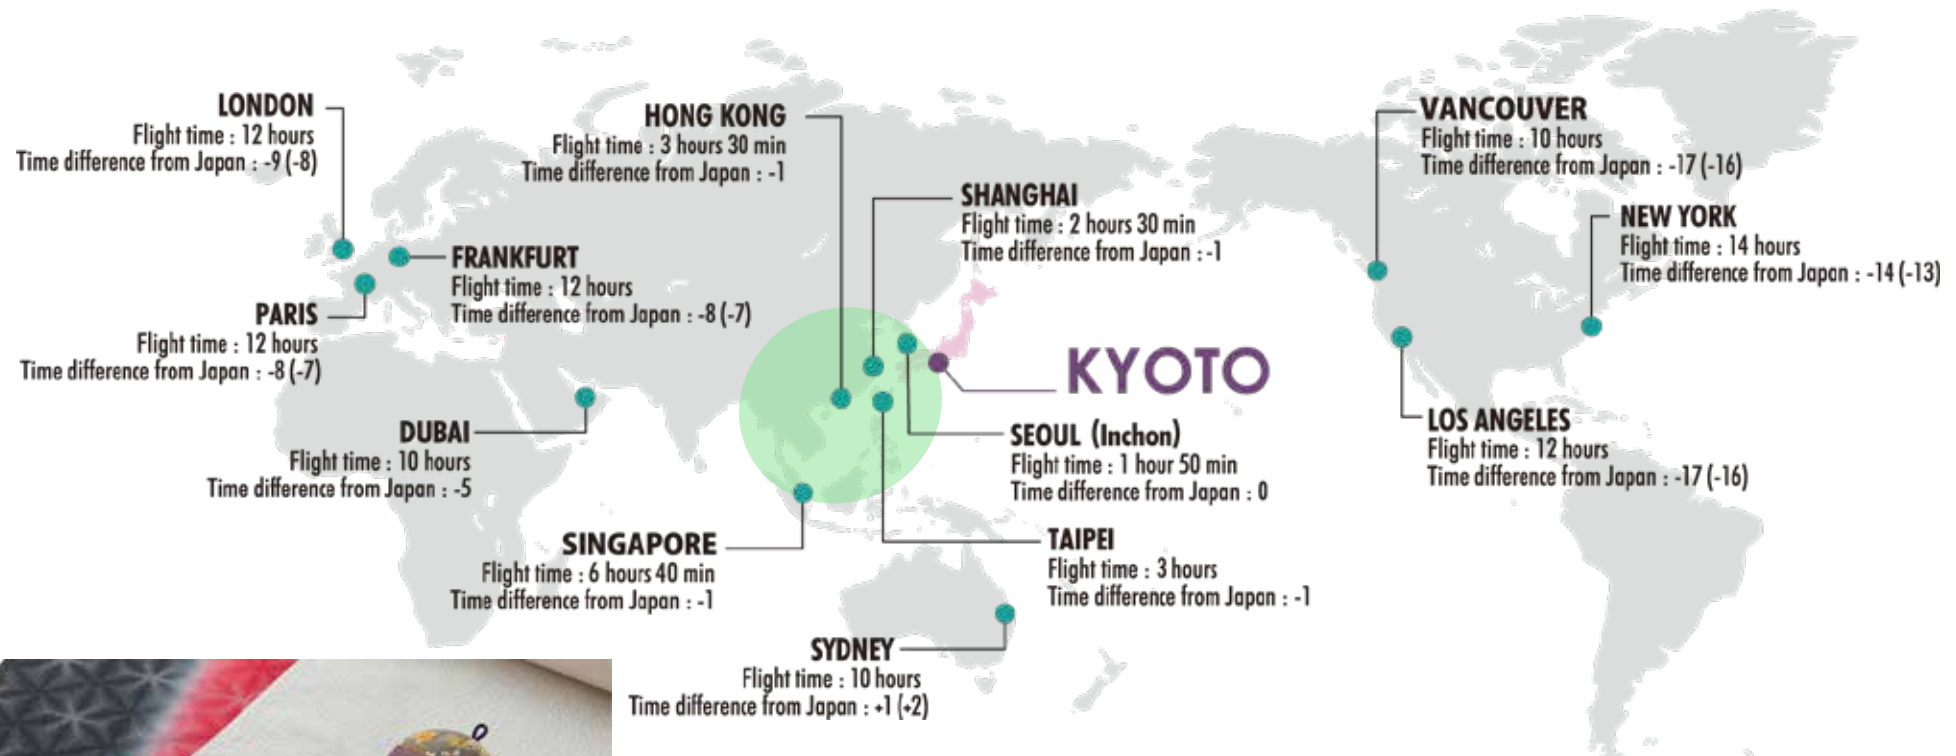 LONDON
Flight time : 12 hours
Time difference from Japan : -9 (-8)
HONG KONG
Flight time : 3 hours 30 min
Time difference from Japan : -1
VANCOUVER
Flight time : 10 hours
Time difference from Japan : -17 (-16)
SHANGHAI
Flight time : 2 hours 30 min
Time difference from Japan : -1
NEW YORK
Flight time : 14 hours
Time difference from Japan : -14 (-13)
FRANKFURT
Flight time : 12 hours
Time difference from Japan : -8 (-7)
PARIS
Flight time : 12 hours
Time difference from Japan : -8 (-7)
KYOTO
DUBAI
Flight time : 10 hours
Time difference from Japan : -5
SEOUL (Inchon)
Flight time : 1 hour 50 min
Time difference from Japan : 0
LOS ANGELES
Flight time : 12 hours
Time difference from Japan : -17 (-16)
SINGAPORE
Flight time : 6 hours 40 min
Time difference from Japan : -1
TAIPEI
Flight time : 3 hours
Time difference from Japan : -1
SYDNEY
Flight time : 10 hours
Time difference from Japan : +1 (+2)